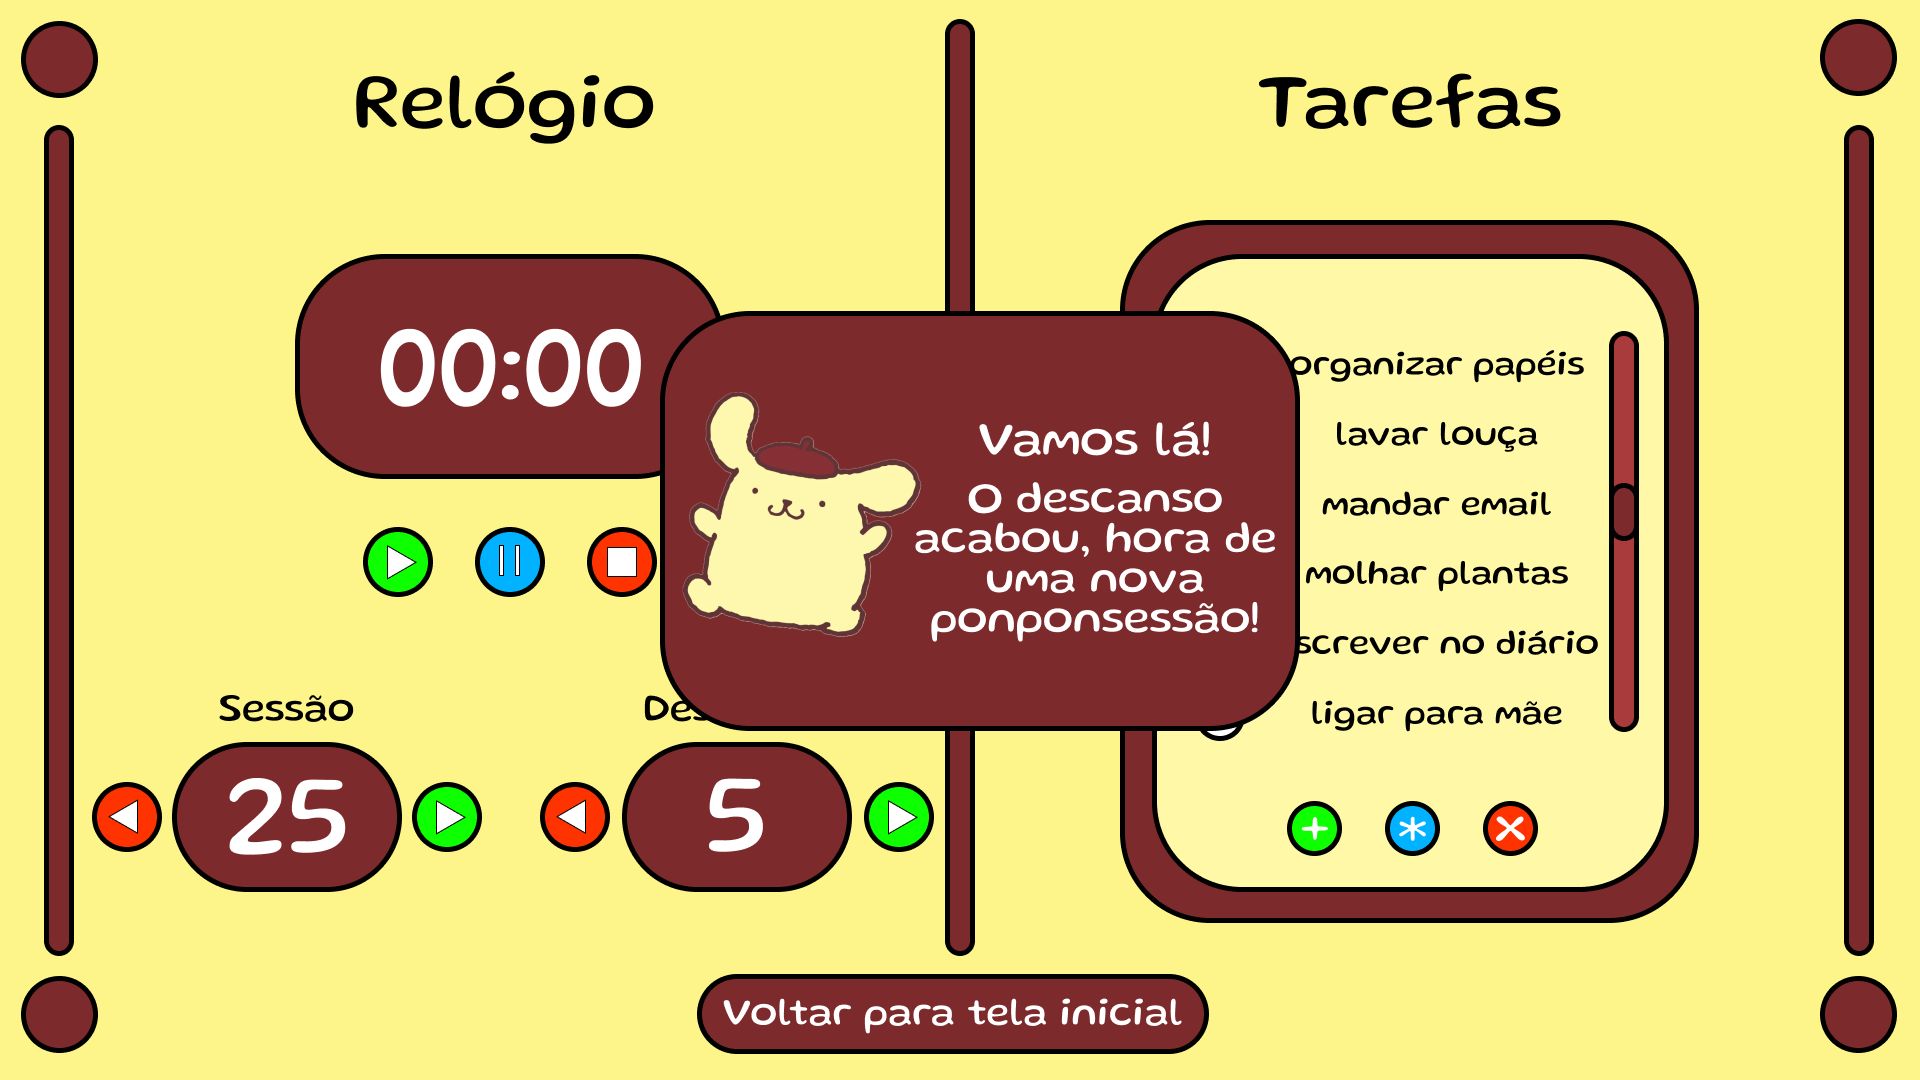 Relógio
Tarefas
00:00
Vamos lá!
O descanso
acabou, hora de
uma nova
ponponsessão!
organizar papéis
lavar louça
mandar email
molhar plantas
screver no diário
ligar para mãe
Sessão
Des
25
5
Voltar para tela inicial